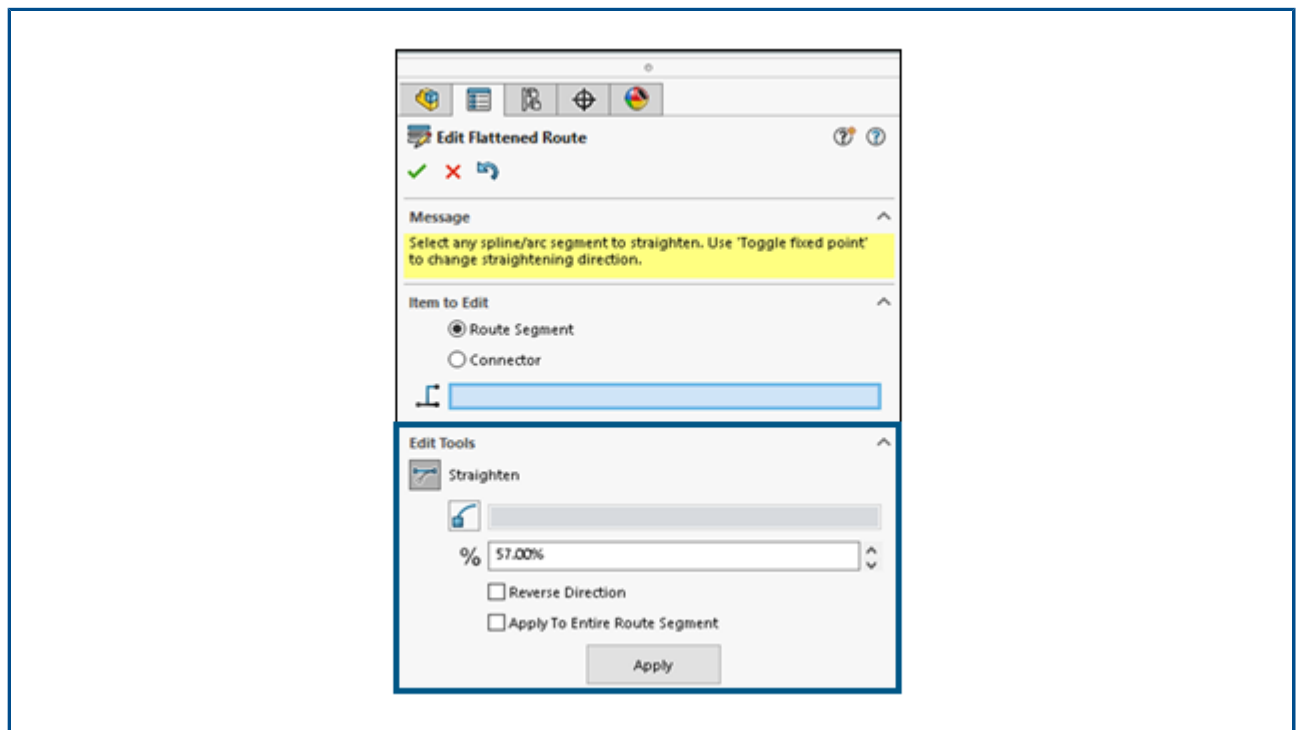 Edit Flattened Route
Message
Select any spline/arc segment to straighten. Use 'Toggle fixed point'
to change straightening direction.
Item to Edit
Route Segment
Connector
Edit Tools
Straighten
% 57.00%
Reverse Direction
Apply To Entire Route Segment
Apply